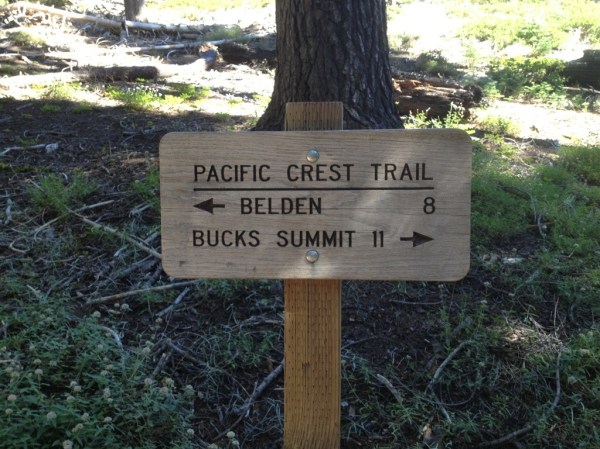 PACIFIC CREST TRAIL
← BELDEN 8
BUCKS SUMMIT 11 →